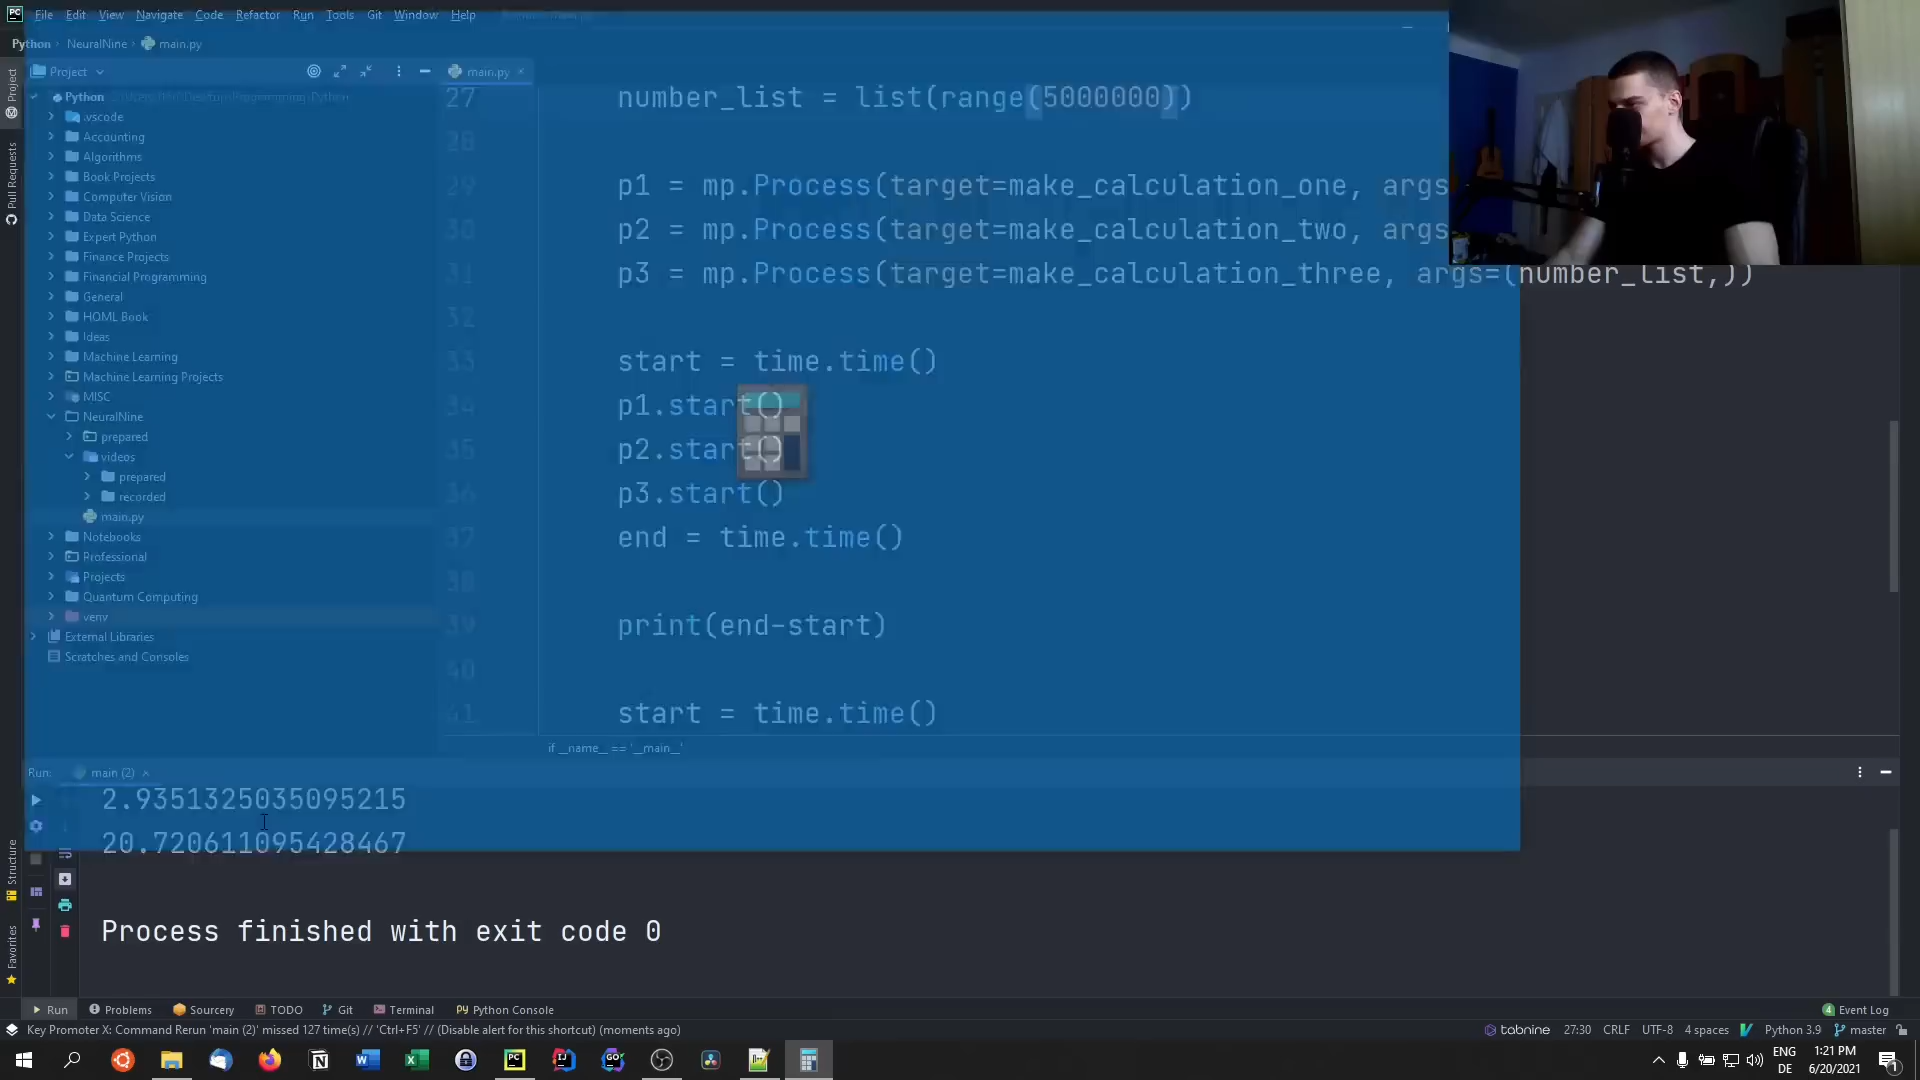 PC File Edit View Navigate Code Refactor Run Tools Git Window Help
Python NeuralNine main.py
Project
main.py
Project
Pull Requests
Structure
Favorites
Python
.vscode
Accounting
Algorithms
Book Projects
Computer Vision
Data Science
Expert Python
Finance Projects
Financial Programming
General
HOML Book
Ideas
Machine Learning
Machine Learning Projects
MISC
NeuralNine
prepared
videos
prepared
recorded
main.py
Notebooks
Professional
Projects
Quantum Computing
venv
External Libraries
Scratches and Consoles
27 number_list = list(range(5000000))
28
29 p1 = mp.Process(target=make_calculation_one, args
30 p2 = mp.Process(target=make_calculation_two, args
31 p3 = mp.Process(target=make_calculation_three, args=(number_list,))
32
33 start = time.time()
34 p1.start()
35 p2.start()
36 p3.start()
37 end = time.time()
38
39 print(end-start)
40
41 start = time.time()
if __name__ == '__main__'
Run: main (2)
2.9351325035095215
20.720611095428467
Process finished with exit code 0
Run Problems Sourcery TODO Git Terminal Python Console
4 Event Log
Key Promoter X: Command Rerun 'main (2)' missed 127 time(s) // 'Ctrl+F5' // (Disable alert for this shortcut) (moments ago)
tabnine 27:30 CRLF UTF-8 4 spaces Python 3.9 master
ENG 1:21 PM
DE 6/20/2021